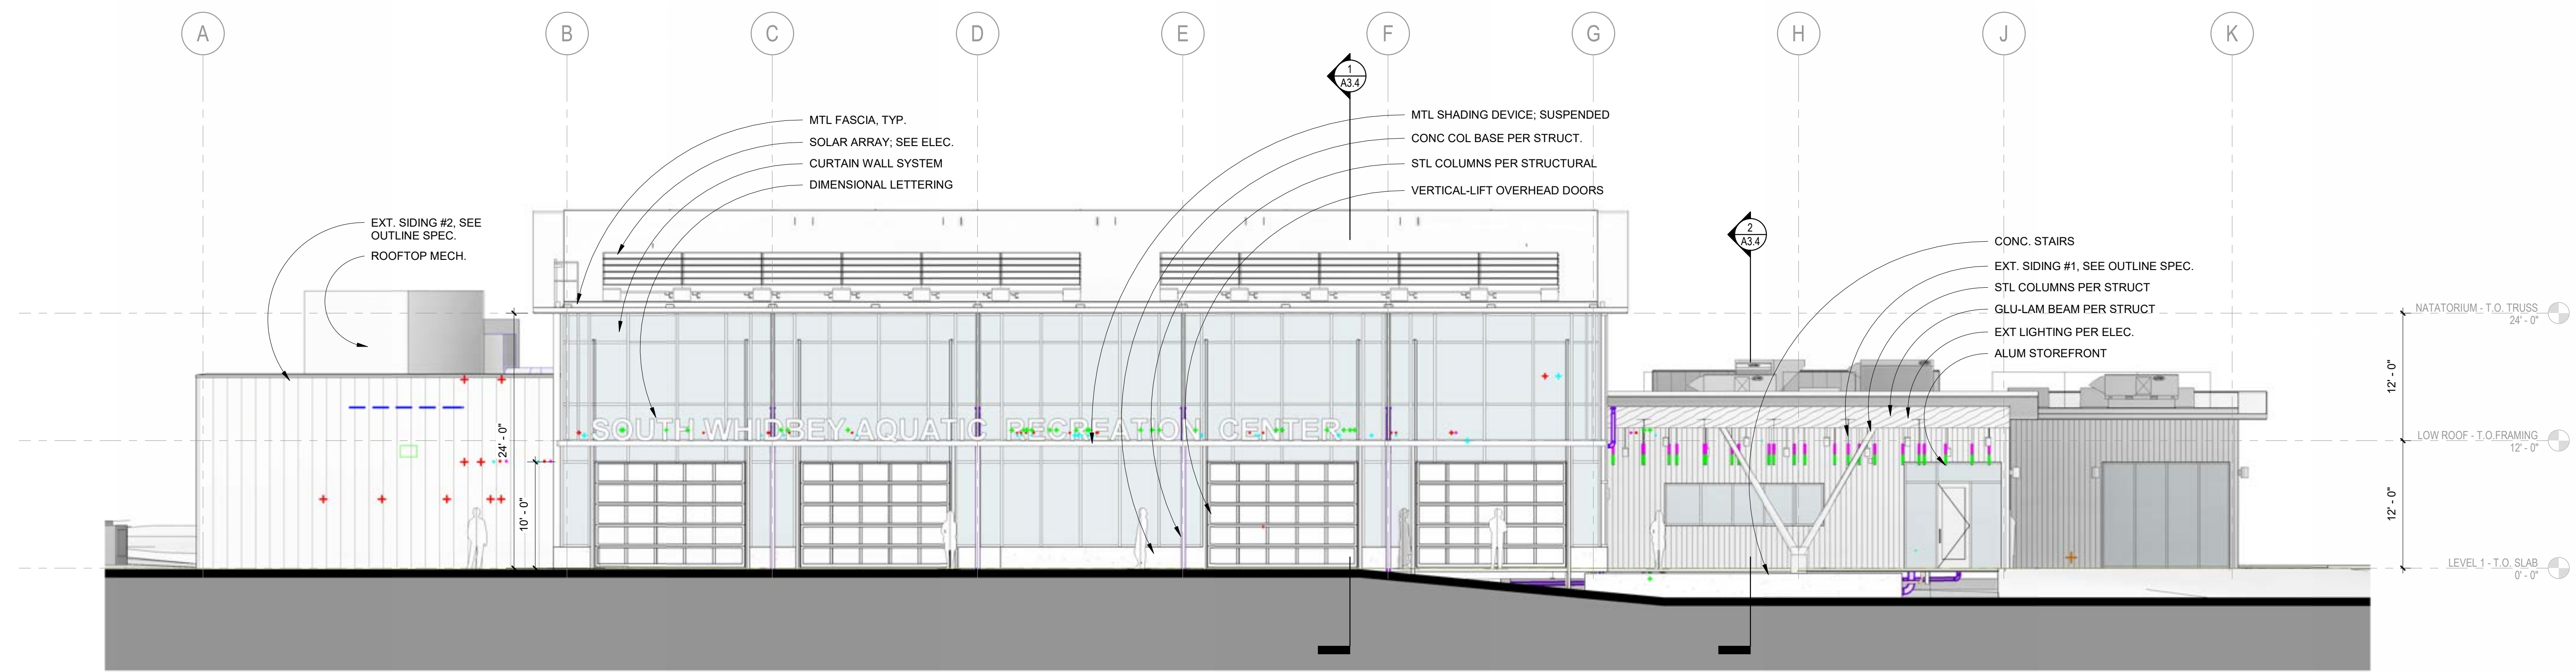 A
B
C
D
E
F
G
H
J
K
1
A3.4
MTL FASCIA, TYP.
SOLAR ARRAY; SEE ELEC.
CURTAIN WALL SYSTEM
DIMENSIONAL LETTERING
MTL SHADING DEVICE; SUSPENDED
CONC COL BASE PER STRUCT.
STL COLUMNS PER STRUCTURAL
VERTICAL-LIFT OVERHEAD DOORS
EXT. SIDING #2, SEE
OUTLINE SPEC.
ROOFTOP MECH.
2
A3.4
CONC. STAIRS
EXT. SIDING #1, SEE OUTLINE SPEC.
STL COLUMNS PER STRUCT
GLU-LAM BEAM PER STRUCT
EXT LIGHTING PER ELEC.
ALUM STOREFRONT
NATATORIUM - T.O. TRUSS
24' - 0"
12' - 0"
SOUTH WHIDBEY AQUATIC RECREATION CENTER
24' - 0"
LOW ROOF - T.O.FRAMING
12' - 0"
10' - 0"
12' - 0"
LEVEL 1 - T.O. SLAB
0' - 0"